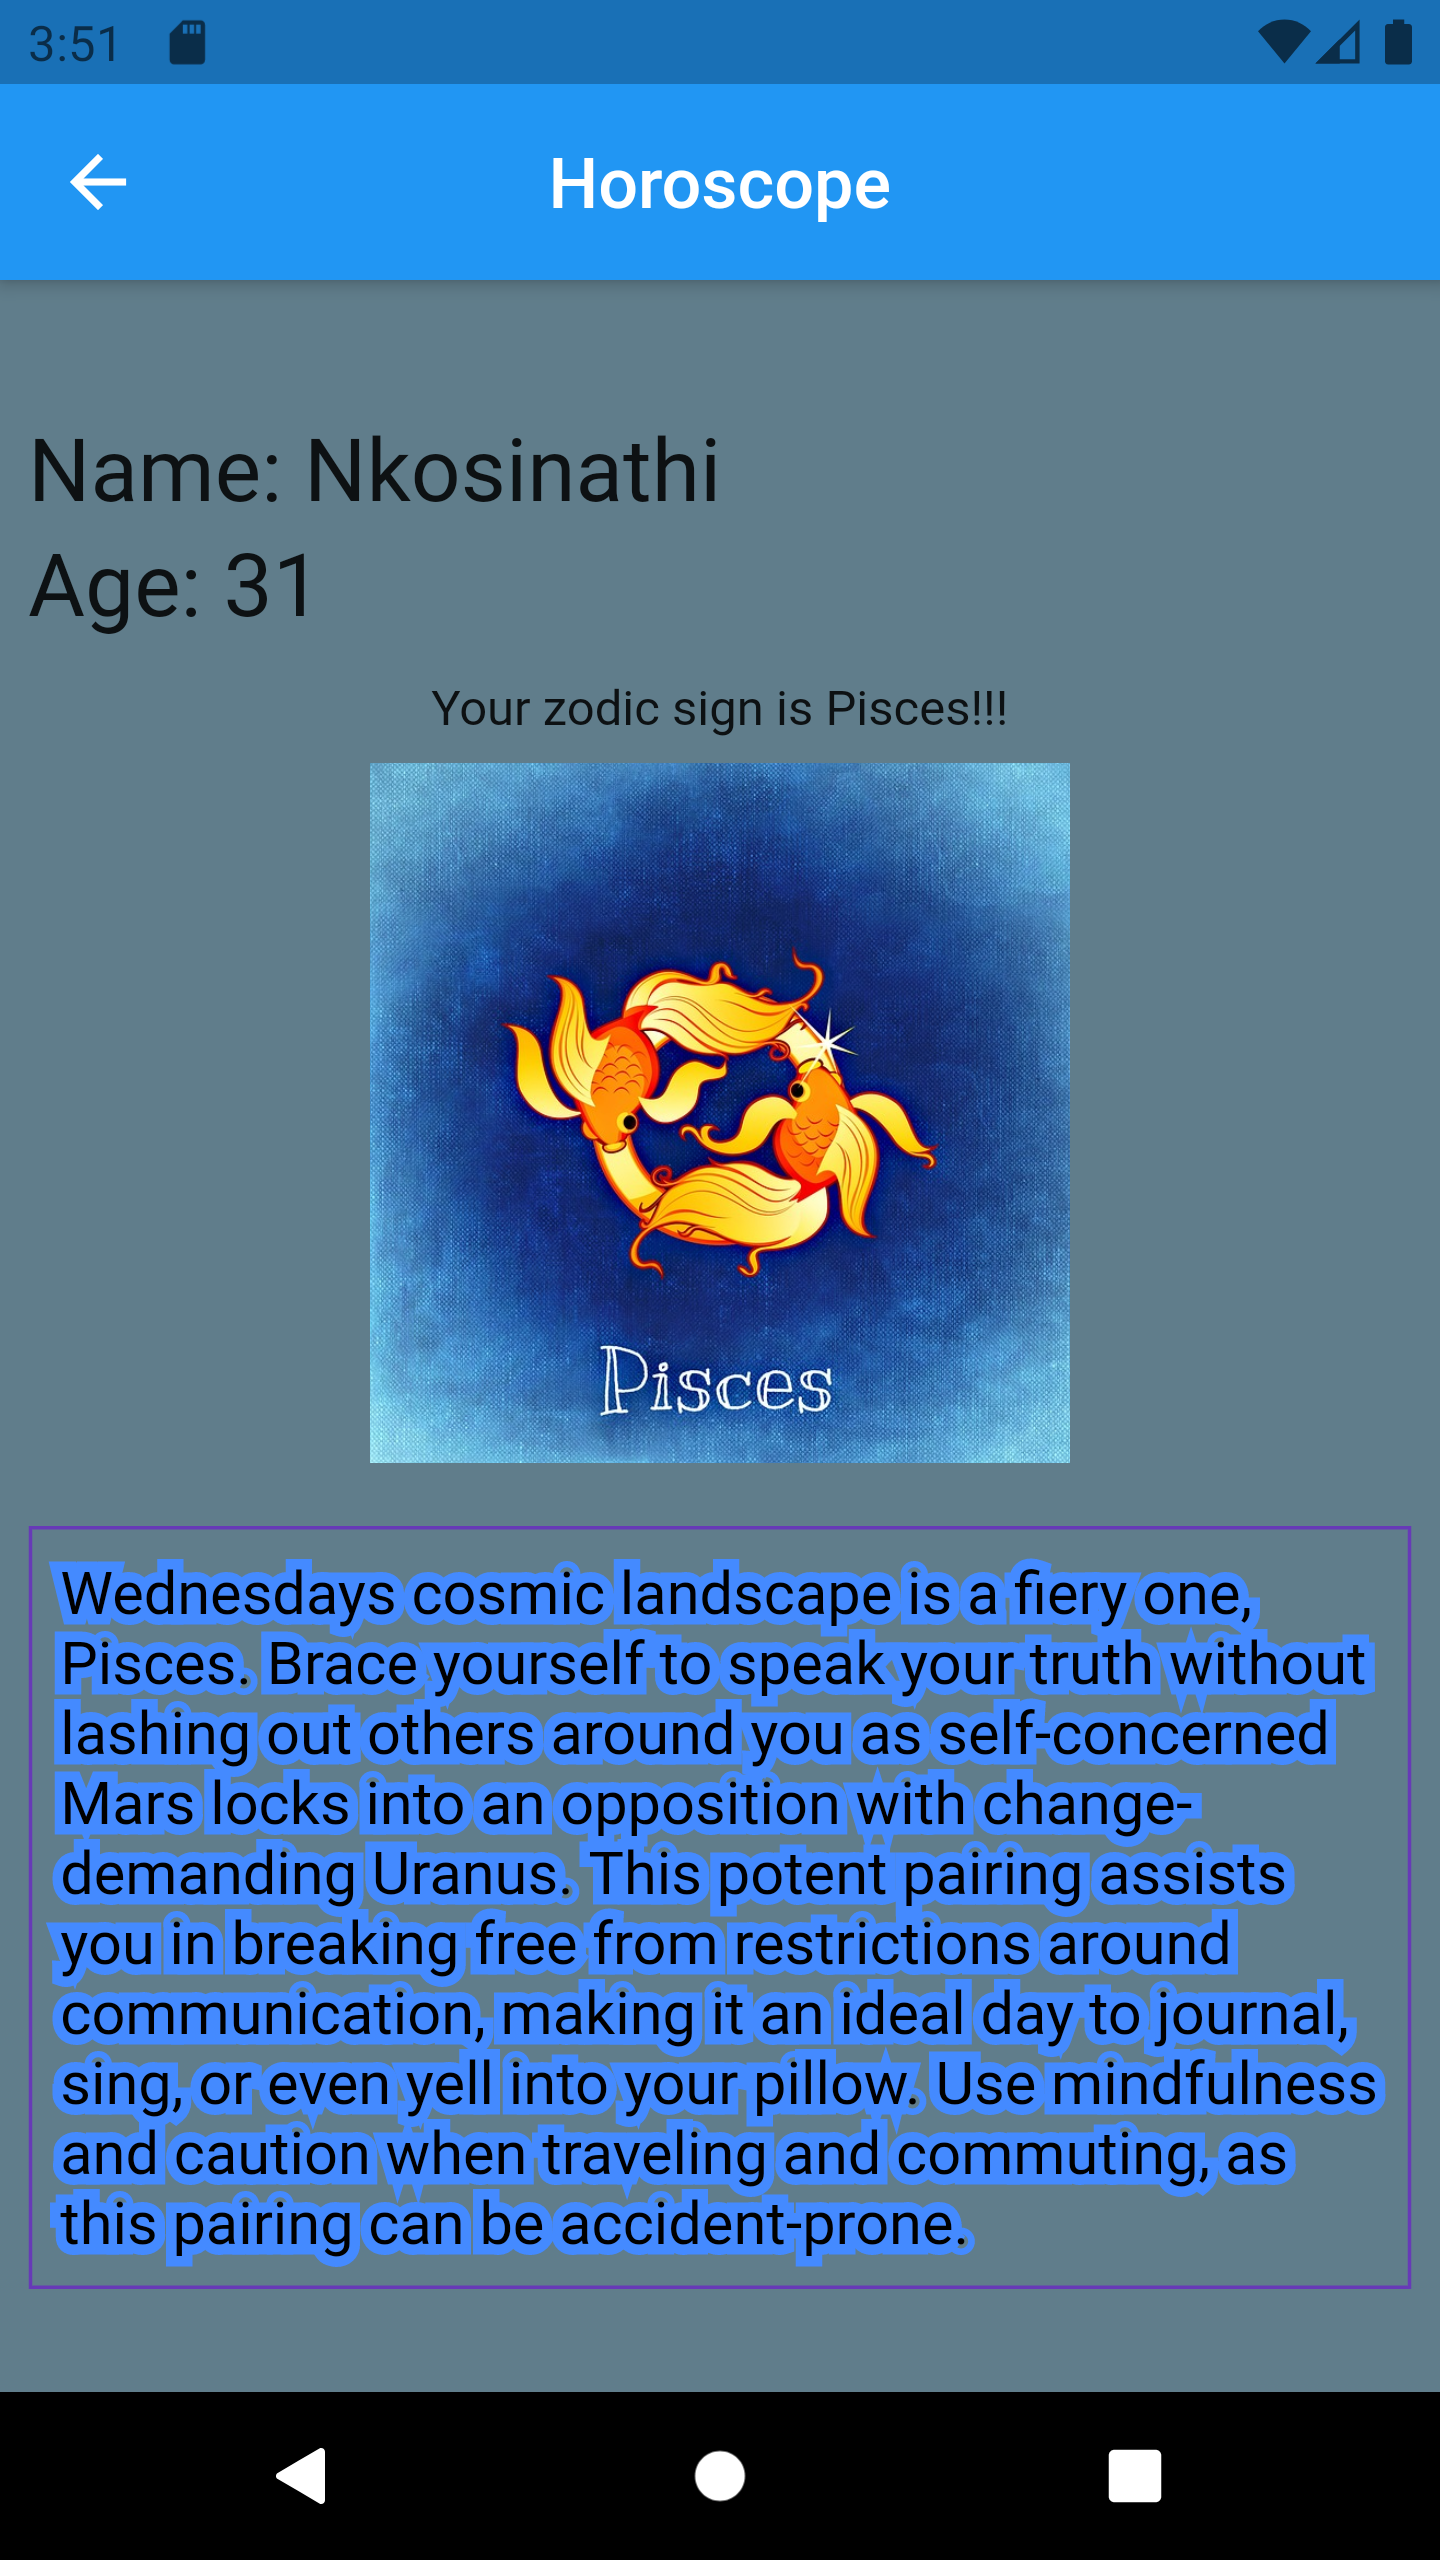 3:51
Horoscope
Name: Nkosinathi
Age: 31
Your zodic sign is Pisces!!!
Pisces
Wednesdays cosmic landscape is a fiery one,
Pisces. Brace yourself to speak your truth without
lashing out others around you as self-concerned
Mars locks into an opposition with change-
demanding Uranus. This potent pairing assists
you in breaking free from restrictions around
communication, making it an ideal day to journal,
sing, or even yell into your pillow. Use mindfulness
and caution when traveling and commuting, as
this pairing can be accident-prone.